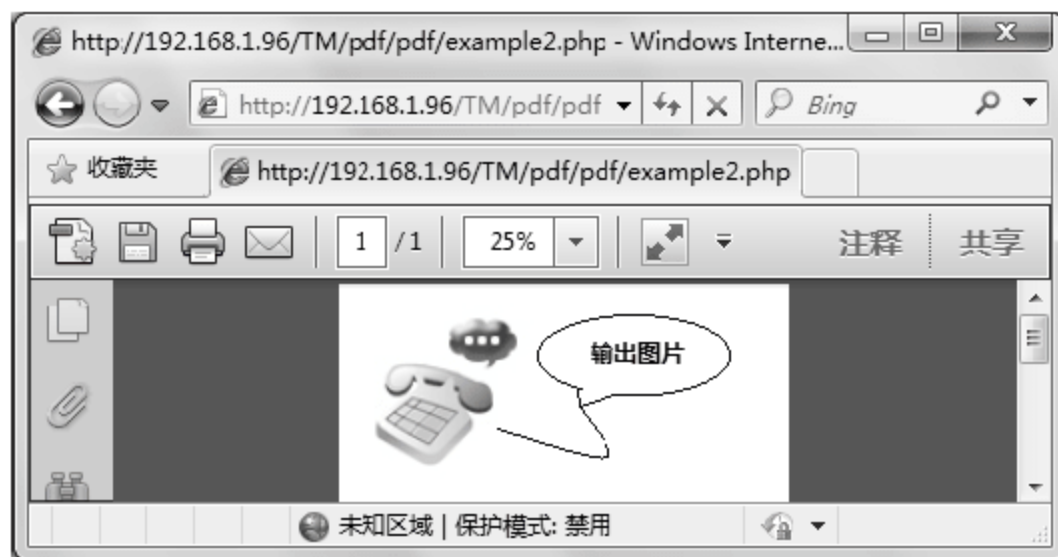 http://192.168.1.96/TM/pdf/pdf/example2.php - Windows Interne...
http://192.168.1.96/TM/pdf/pdf
Bing
收藏夹
http://192.168.1.96/TM/pdf/pdf/example2.php
1 / 1
25%
注释
共享
输出图片
未知区域 | 保护模式: 禁用